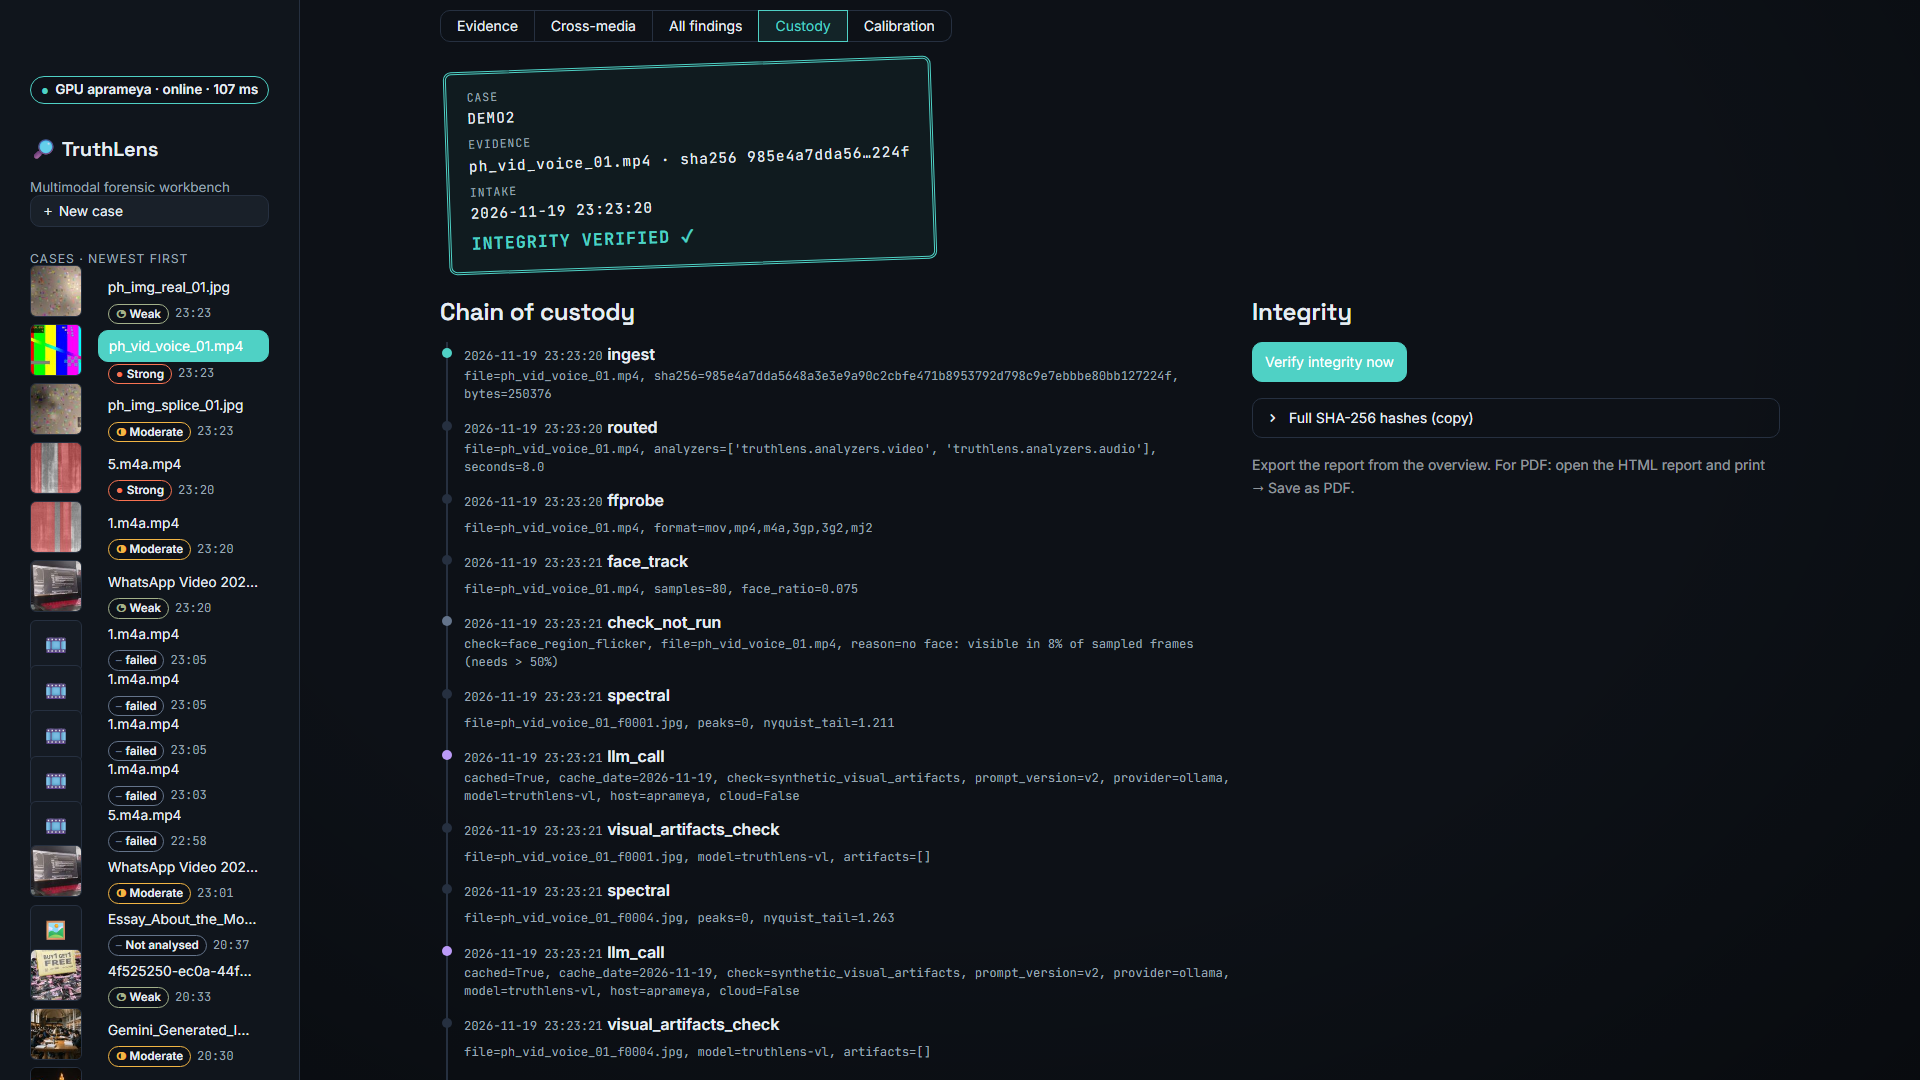 GPU aprameya · online · 107 ms
TruthLens
Multimodal forensic workbench
+ New case
CASES · NEWEST FIRST
ph_img_real_01.jpg
Weak 23:23
ph_vid_voice_01.mp4
Strong 23:23
ph_img_splice_01.jpg
Moderate 23:23
5.m4a.mp4
Strong 23:20
1.m4a.mp4
Moderate 23:20
WhatsApp Video 202...
Weak 23:20
1.m4a.mp4
– failed 23:05
1.m4a.mp4
– failed 23:05
1.m4a.mp4
– failed 23:05
1.m4a.mp4
– failed 23:03
5.m4a.mp4
– failed 22:58
WhatsApp Video 202...
Moderate 23:01
Essay_About_the_Mo...
– Not analysed 20:37
BUY 5 GET 5
FREE
4f525250-ec0a-44f...
Weak 20:33
Gemini_Generated_I...
Moderate 20:30
Evidence Cross-media All findings Custody Calibration
CASE
DEMO2
EVIDENCE
ph_vid_voice_01.mp4 · sha256 985e4a7dda56…224f
INTAKE
2026-11-19 23:23:20
INTEGRITY VERIFIED ✓
Chain of custody
2026-11-19 23:23:20 ingest
file=ph_vid_voice_01.mp4, sha256=985e4a7dda5648a3e3e9a90c2cbfe471b8953792d798c9e7ebbbe80bb127224f,
bytes=250376
2026-11-19 23:23:20 routed
file=ph_vid_voice_01.mp4, analyzers=['truthlens.analyzers.video', 'truthlens.analyzers.audio'],
seconds=8.0
2026-11-19 23:23:20 ffprobe
file=ph_vid_voice_01.mp4, format=mov,mp4,m4a,3gp,3g2,mj2
2026-11-19 23:23:21 face_track
file=ph_vid_voice_01.mp4, samples=80, face_ratio=0.075
2026-11-19 23:23:21 check_not_run
check=face_region_flicker, file=ph_vid_voice_01.mp4, reason=no face: visible in 8% of sampled frames
(needs > 50%)
2026-11-19 23:23:21 spectral
file=ph_vid_voice_01_f0001.jpg, peaks=0, nyquist_tail=1.211
2026-11-19 23:23:21 llm_call
cached=True, cache_date=2026-11-19, check=synthetic_visual_artifacts, prompt_version=v2, provider=ollama,
model=truthlens-vl, host=aprameya, cloud=False
2026-11-19 23:23:21 visual_artifacts_check
file=ph_vid_voice_01_f0001.jpg, model=truthlens-vl, artifacts=[]
2026-11-19 23:23:21 spectral
file=ph_vid_voice_01_f0004.jpg, peaks=0, nyquist_tail=1.263
2026-11-19 23:23:21 llm_call
cached=True, cache_date=2026-11-19, check=synthetic_visual_artifacts, prompt_version=v2, provider=ollama,
model=truthlens-vl, host=aprameya, cloud=False
2026-11-19 23:23:21 visual_artifacts_check
file=ph_vid_voice_01_f0004.jpg, model=truthlens-vl, artifacts=[]
Integrity
Verify integrity now
Full SHA-256 hashes (copy)
Export the report from the overview. For PDF: open the HTML report and print
→ Save as PDF.